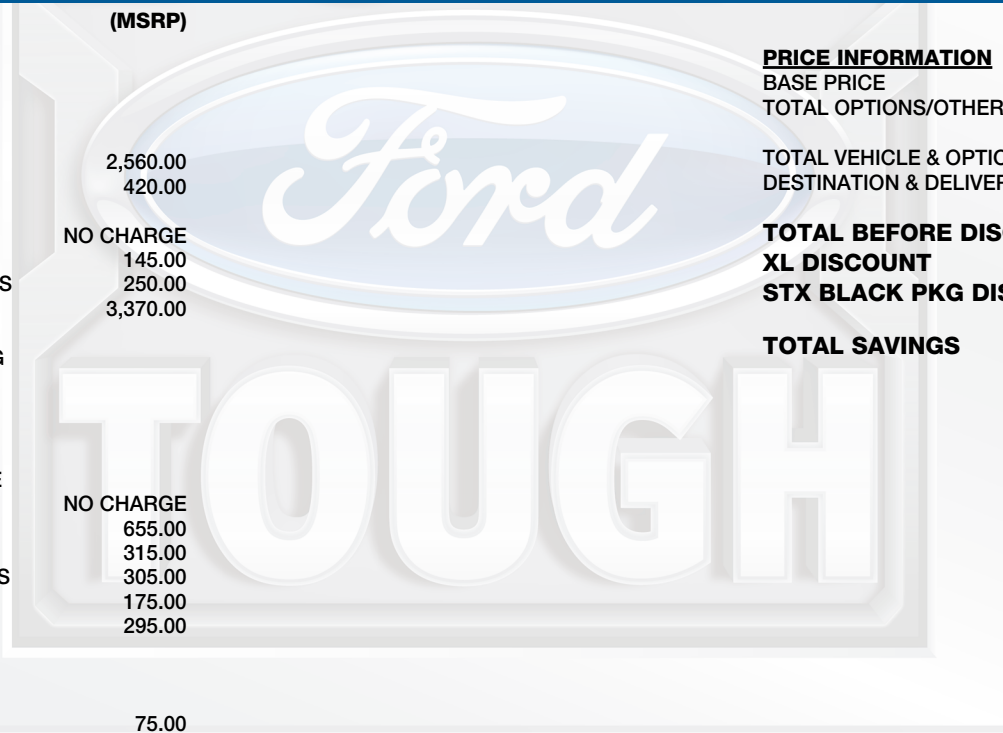 (MSRP)
2,560.00
420.00
NO CHARGE
145.00
S 250.00
3,370.00
G
E
NO CHARGE
655.00
315.00
S 305.00
175.00
295.00
75.00
Ford
TOUGH
PRICE INFORMATION
BASE PRICE
TOTAL OPTIONS/OTHER
TOTAL VEHICLE & OPTIO
DESTINATION & DELIVER
TOTAL BEFORE DISC
XL DISCOUNT
STX BLACK PKG DIS
TOTAL SAVINGS